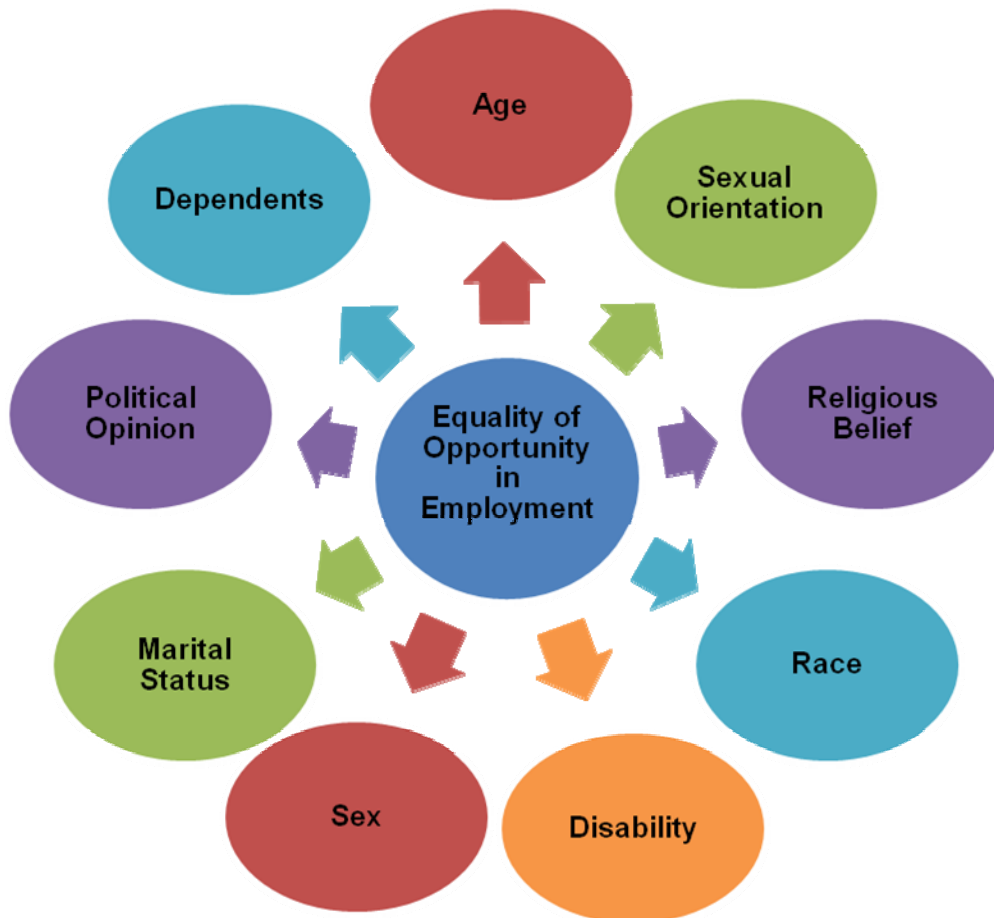 Age
Sexual
Orientation
Religious
Belief
Race
Disability
Sex
Marital
Status
Political
Opinion
Dependents
Equality of
Opportunity
in
Employment